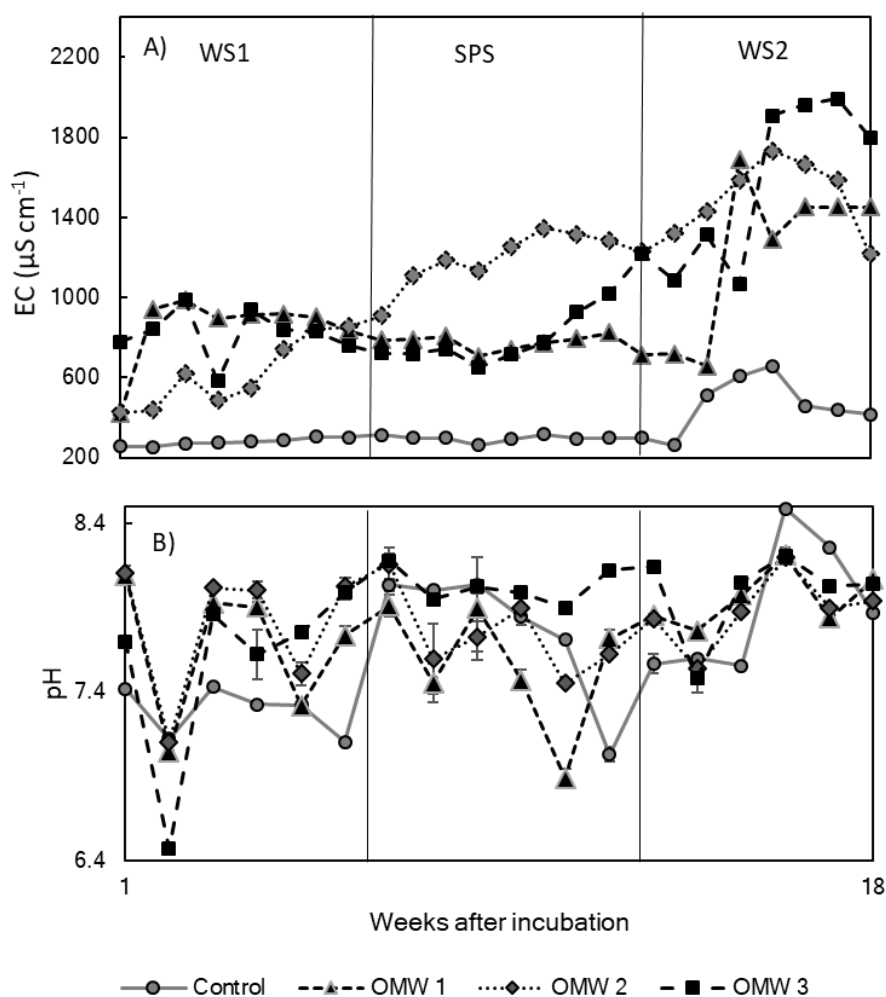 A)
WS1
SPS
WS2
2200
1800
1400
1000
600
200
EC (µS cm⁻¹)
B)
8.4
7.4
6.4
pH
1
18
Weeks after incubation
Control
OMW 1
OMW 2
OMW 3